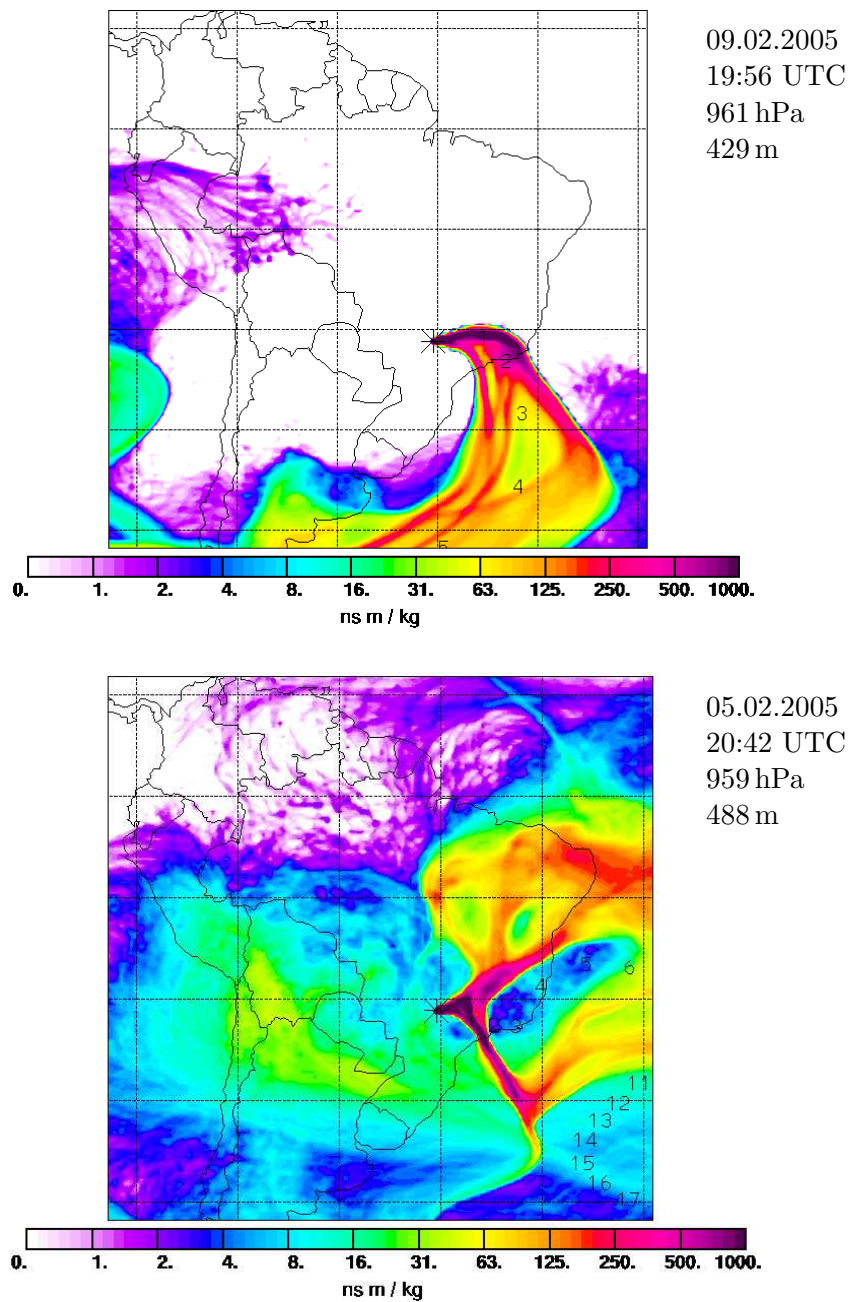 09.02.2005
19:56 UTC
961 hPa
429 m
1
2
3
4
5
0. 1. 2. 4. 8. 16. 31. 63. 125. 250. 500. 1000.
ns m / kg
05.02.2005
20:42 UTC
959 hPa
488 m
5
6
4
3
11
12
13
14
15
16
17
0. 1. 2. 4. 8. 16. 31. 63. 125. 250. 500. 1000.
ns m / kg